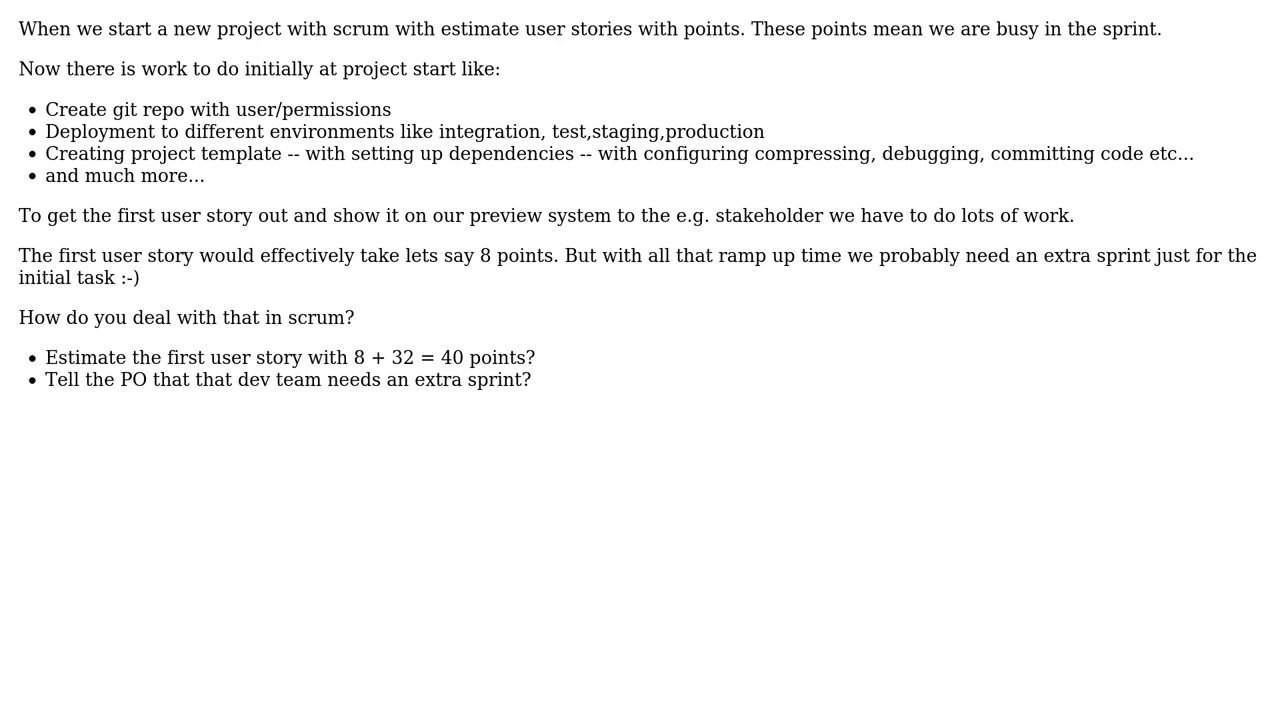 When we start a new project with scrum with estimate user stories with points. These points mean we are busy in the sprint.
Now there is work to do initially at project start like:
• Create git repo with user/permissions
• Deployment to different environments like integration, test,staging,production
• Creating project template -- with setting up dependencies -- with configuring compressing, debugging, committing code etc...
• and much more...
To get the first user story out and show it on our preview system to the e.g. stakeholder we have to do lots of work.
The first user story would effectively take lets say 8 points. But with all that ramp up time we probably need an extra sprint just for the
initial task :-)
How do you deal with that in scrum?
• Estimate the first user story with 8 + 32 = 40 points?
• Tell the PO that that dev team needs an extra sprint?